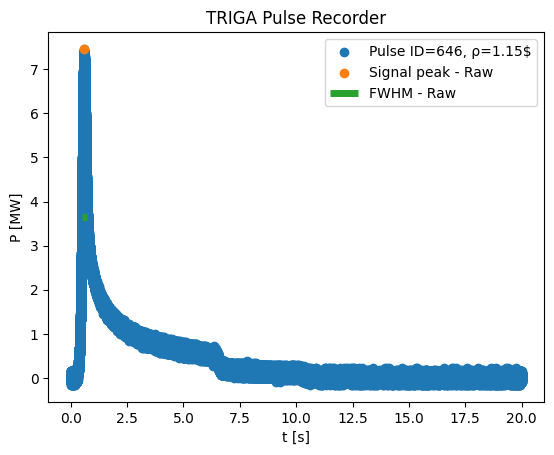 TRIGA Pulse Recorder
Pulse ID=646, ρ=1.15$
Signal peak - Raw
FWHM - Raw
P [MW]
7
6
5
4
3
2
1
0
0.0 2.5 5.0 7.5 10.0 12.5 15.0 17.5 20.0
t [s]